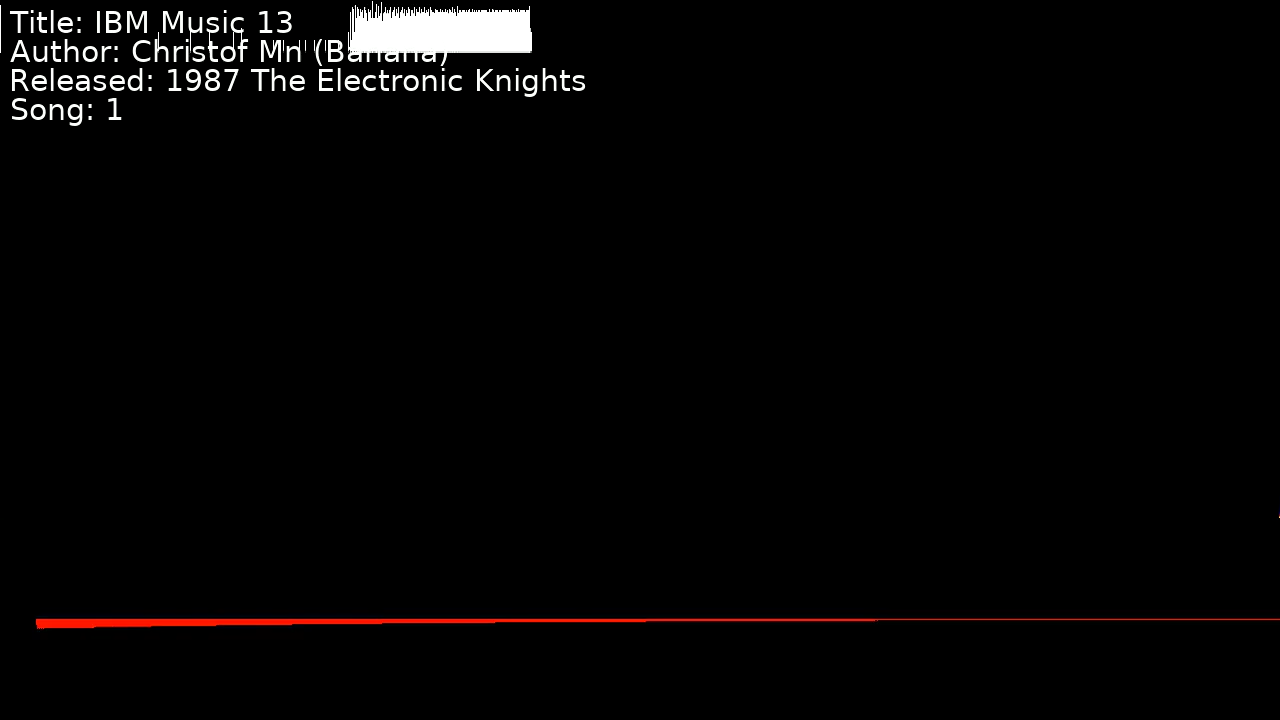 Title: IBM Music 13
Author: Christof Mn (Banana)
Released: 1987 The Electronic Knights
Song: 1